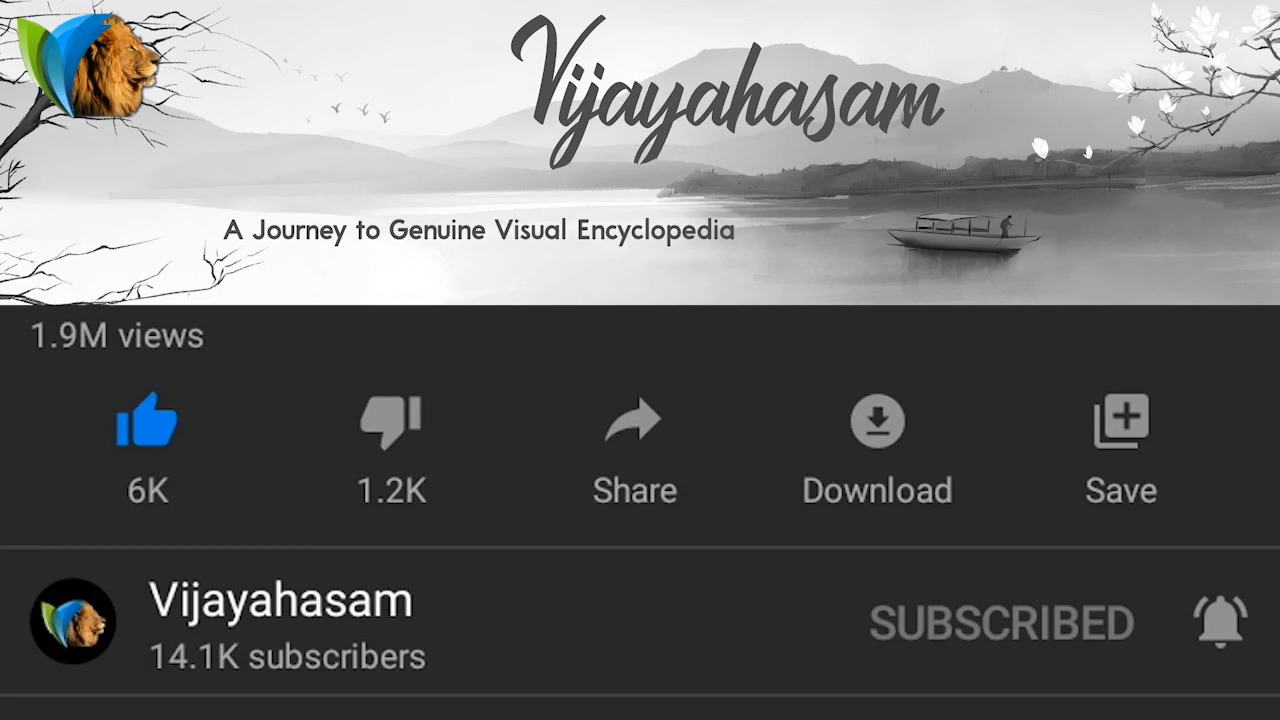 Vijayahasam
A Journey to Genuine Visual Encyclopedia
1.9M views
6K
1.2K
Share
Download
Save
Vijayahasam
14.1K subscribers
SUBSCRIBED